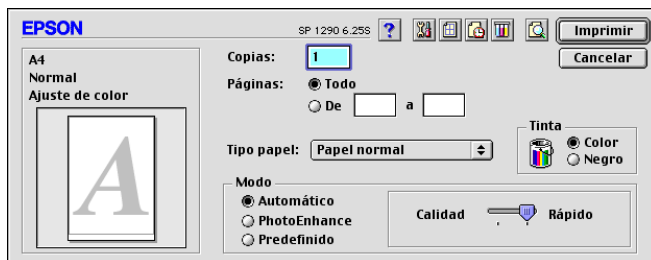 EPSON
SP 1290 6.25S
?
Imprimir
Cancelar
A4
Normal
Ajuste de color
A
Copias: 1
Páginas: Todo
De a
Tipo papel: Papel normal
Tinta
Color
Negro
Modo
Automático
PhotoEnhance
Predefinido
Calidad Rápido